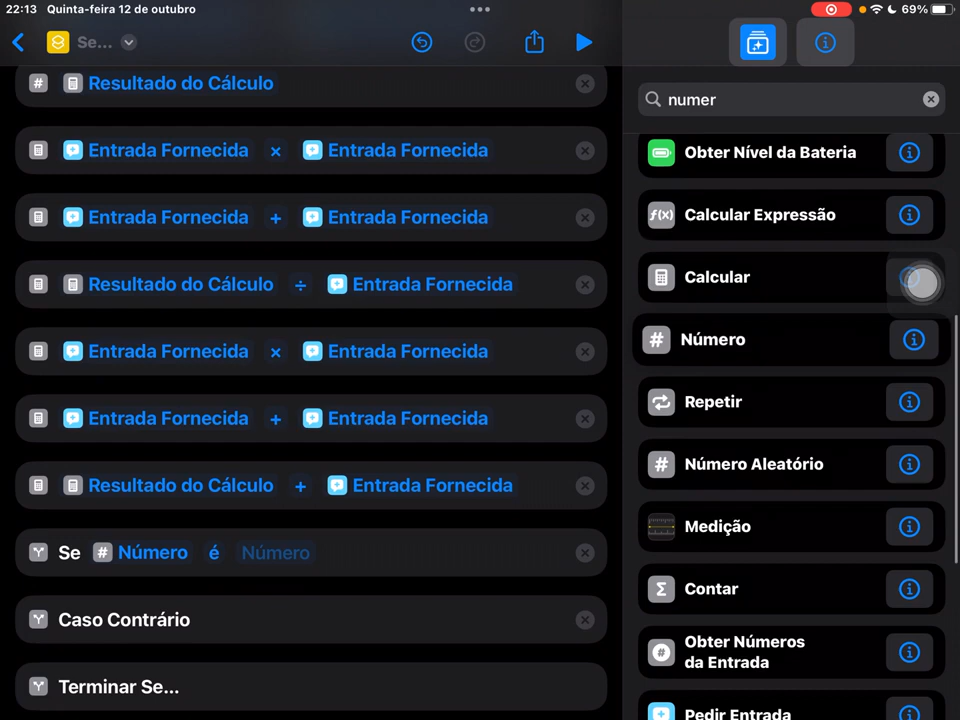 22:13 Quinta-feira 12 de outubro
69%
Se...
Resultado do Cálculo
Entrada Fornecida × Entrada Fornecida
Entrada Fornecida + Entrada Fornecida
Resultado do Cálculo ÷ Entrada Fornecida
Entrada Fornecida × Entrada Fornecida
Entrada Fornecida + Entrada Fornecida
Resultado do Cálculo + Entrada Fornecida
Se Número é Número
Caso Contrário
Terminar Se...
numer
Obter Nível da Bateria
f(x) Calcular Expressão
Calcular
# Número
Repetir
# Número Aleatório
Medição
Σ Contar
Obter Números
da Entrada
Pedir Entrada